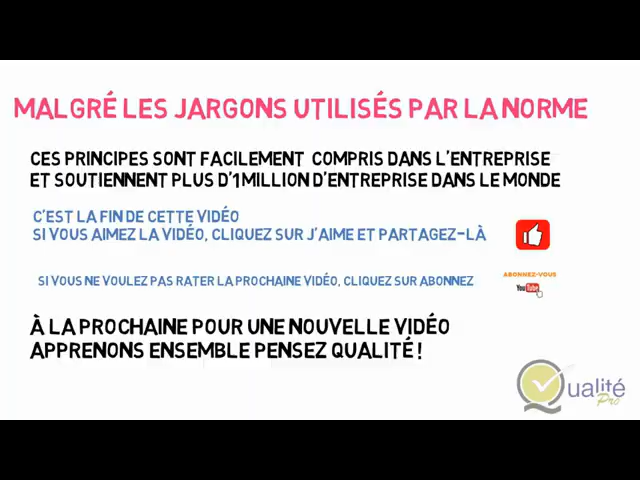 MALGRÉ LES JARGONS UTILISÉS PAR LA NORME
CES PRINCIPES SONT FACILEMENT COMPRIS DANS L'ENTREPRISE
ET SOUTIENNENT PLUS D'1 MILLION D'ENTREPRISE DANS LE MONDE
C'EST LA FIN DE CETTE VIDÉO
SI VOUS AIMEZ LA VIDÉO, CLIQUEZ SUR J'AIME ET PARTAGEZ-LÀ
SI VOUS NE VOULEZ PAS RATER LA PROCHAINE VIDÉO, CLIQUEZ SUR ABONNEZ
ABONNEZ-VOUS
YouTube
À LA PROCHAINE POUR UNE NOUVELLE VIDÉO
APPRENONS ENSEMBLE PENSEZ QUALITÉ !
Qualité
Pro